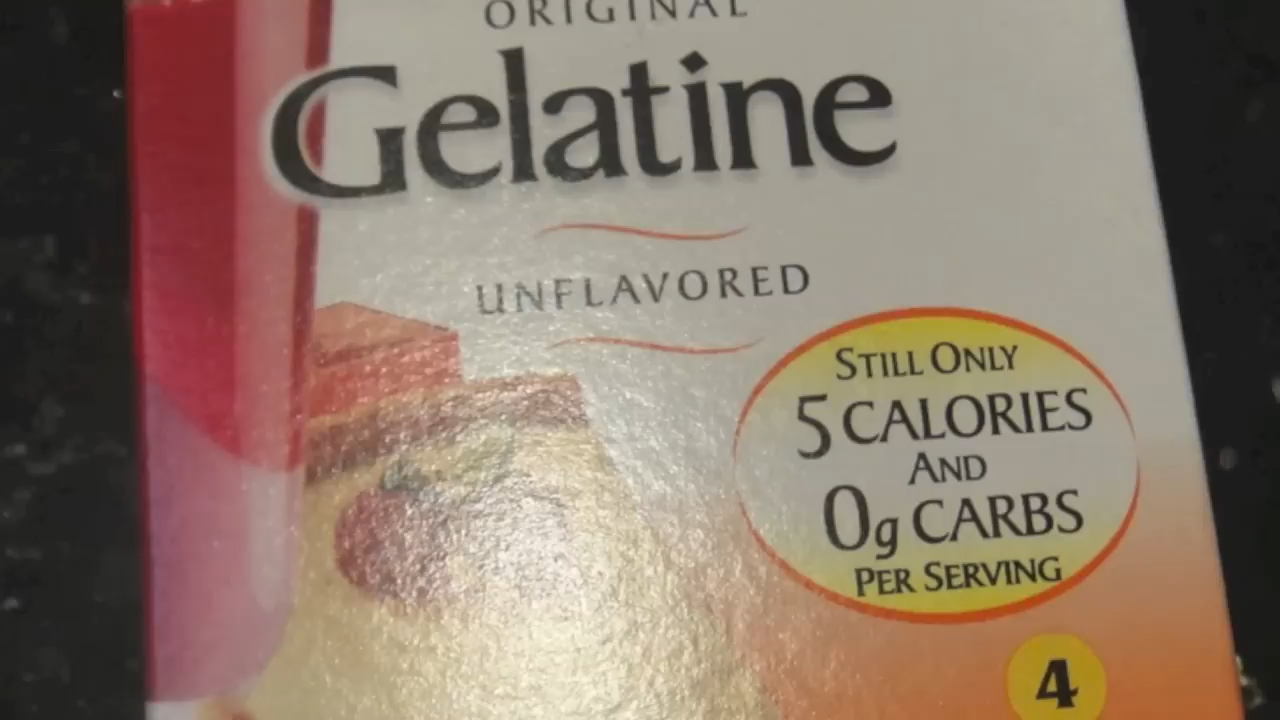 ORIGINAL
Gelatine
UNFLAVORED
STILL ONLY
5 CALORIES
AND
0g CARBS
PER SERVING
4